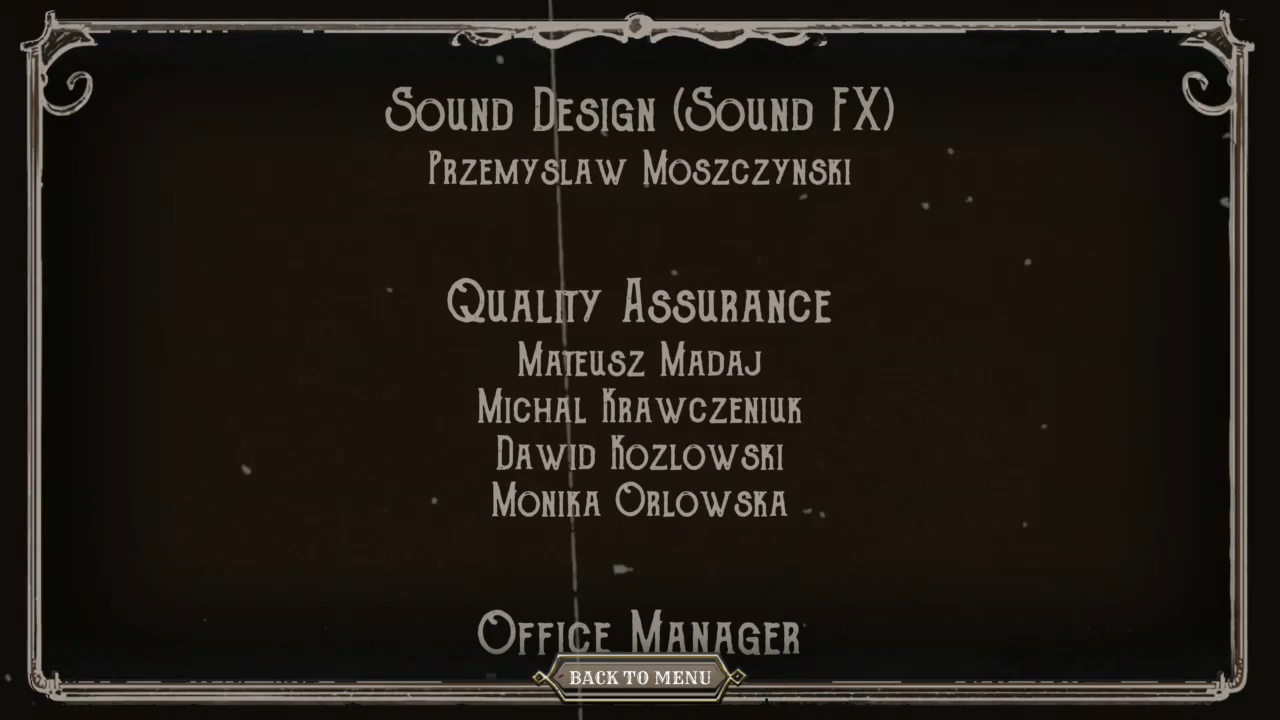 Sound Design (Sound FX)
Przemyslaw Moszczynski
Quality Assurance
Mateusz Madaj
Michal Krawczeniuk
Dawid Kozlowski
Monika Orlowska
Office Manager
BACK TO MENU